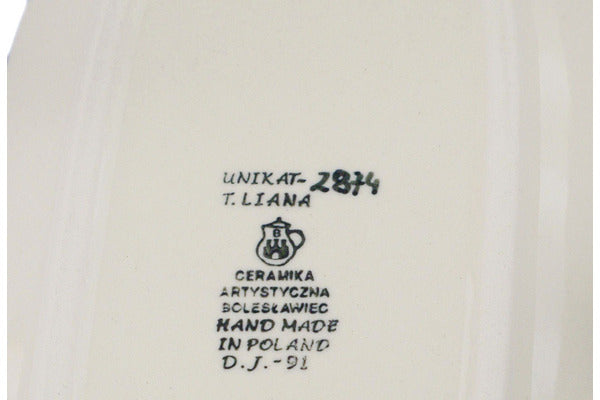 UNIKAT-2874
T. LIANA
B
CERAMIKA
ARTYSTYCZNA
BOLESŁAWIEC
HAND MADE
IN POLAND
D.J.-91